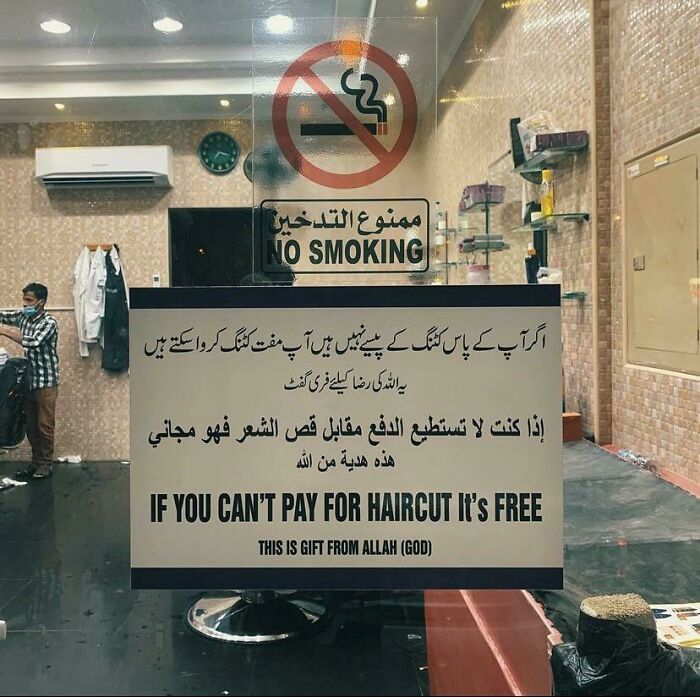 ممنوع التدخين
NO SMOKING
اگر آپ کے پاس کٹنگ کے پیسے نہیں ہیں آپ مفت کٹنگ کروا سکتے ہیں
یہ اللہ کی رضا کیلئے فری گفٹ
إذا كنت لا تستطيع الدفع مقابل قص الشعر فهو مجاني
هذه هدية من الله
IF YOU CAN'T PAY FOR HAIRCUT It's FREE
THIS IS GIFT FROM ALLAH (GOD)